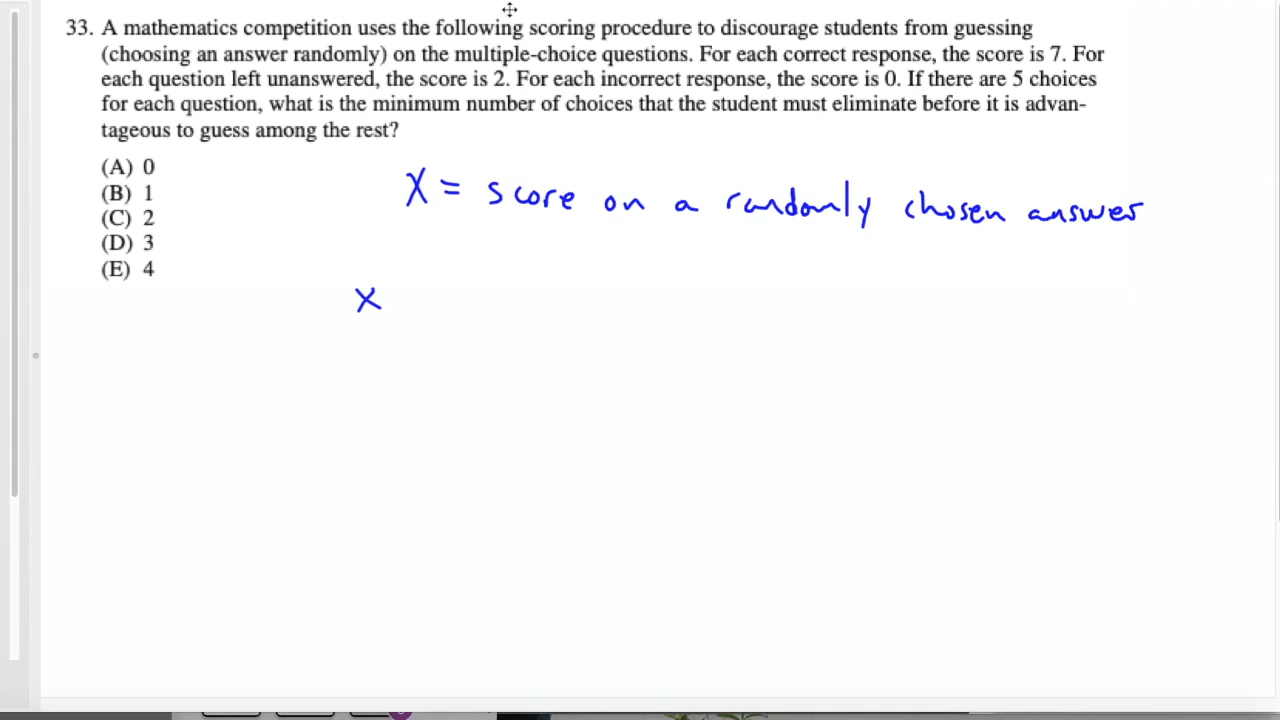 33. A mathematics competition uses the following scoring procedure to discourage students from guessing
(choosing an answer randomly) on the multiple-choice questions. For each correct response, the score is 7. For
each question left unanswered, the score is 2. For each incorrect response, the score is 0. If there are 5 choices
for each question, what is the minimum number of choices that the student must eliminate before it is advan-
tageous to guess among the rest?
(A) 0
(B) 1
(C) 2
(D) 3
(E) 4
X = score on a randomly chosen answer
X